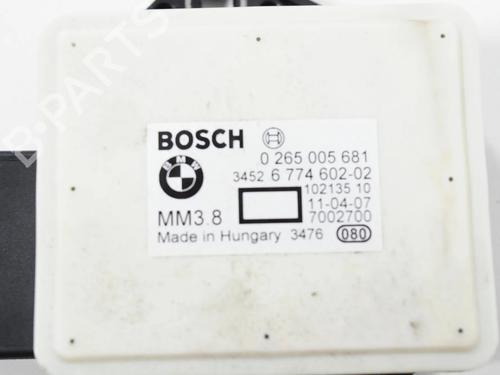 B-PARTS
BOSCH
BMW
0 265 005 681
3452 6 774 602-02
102135 10
11-04-07
MM3.8 7002700
Made in Hungary 3476 080